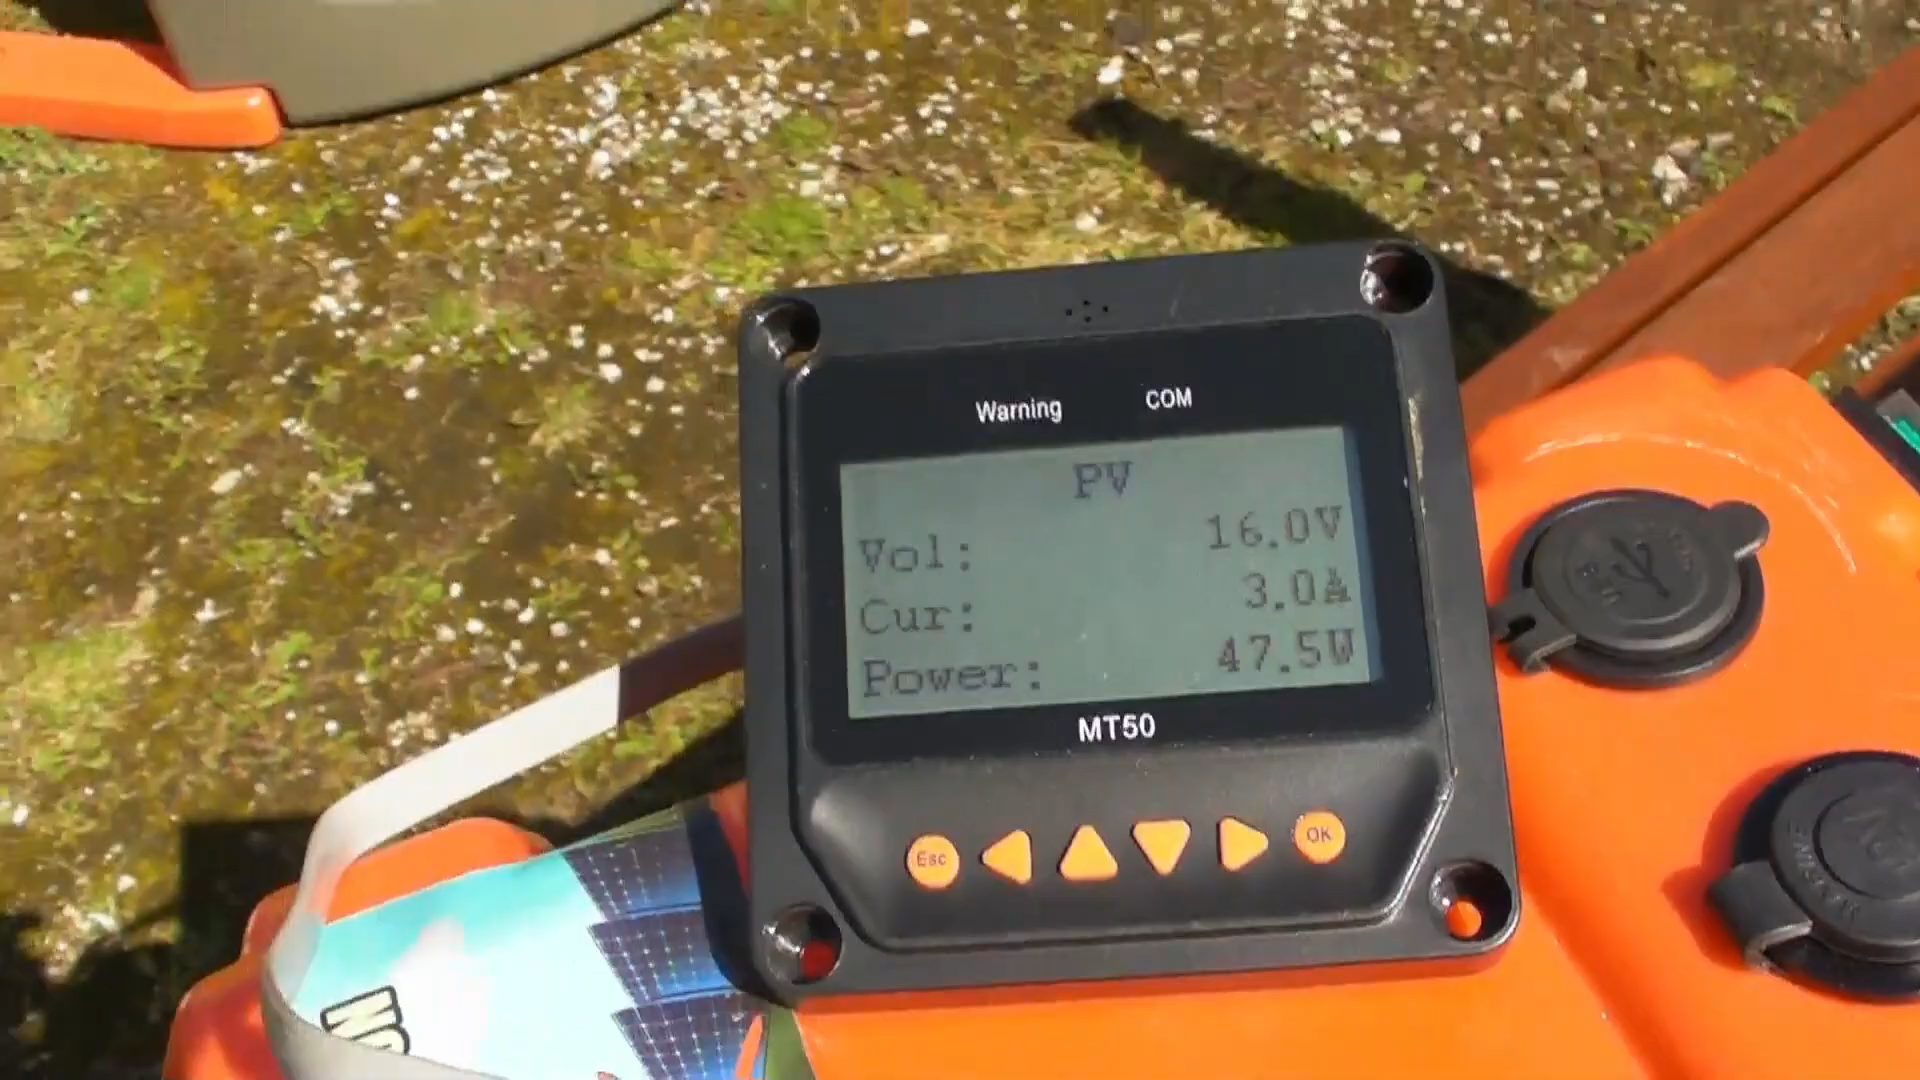 Warning COM
PV
Vol: 16.0V
Cur: 3.0A
Power: 47.5W
MT50
Esc OK